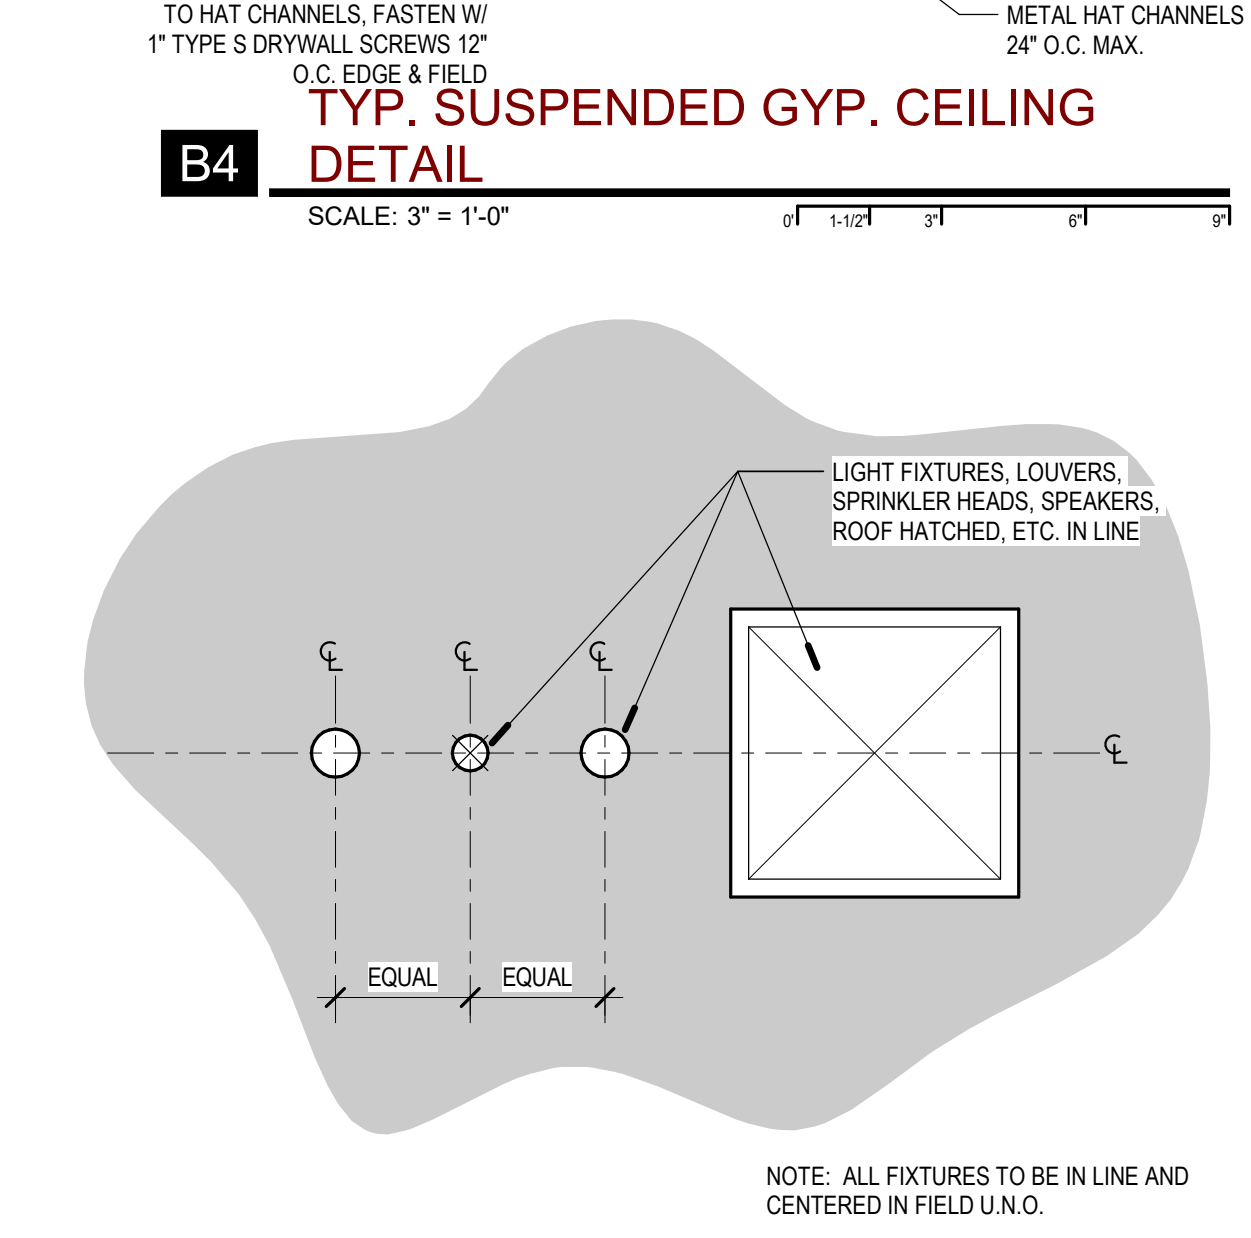 TO HAT CHANNELS, FASTEN W/
1" TYPE S DRYWALL SCREWS 12"
O.C. EDGE & FIELD
METAL HAT CHANNELS
24" O.C. MAX.
B4
TYP. SUSPENDED GYP. CEILING
DETAIL
SCALE: 3" = 1'-0"
0' 1-1/2" 3" 6" 9"
LIGHT FIXTURES, LOUVERS,
SPRINKLER HEADS, SPEAKERS,
ROOF HATCHED, ETC. IN LINE
℄ ℄ ℄
℄
EQUAL EQUAL
NOTE: ALL FIXTURES TO BE IN LINE AND
CENTERED IN FIELD U.N.O.